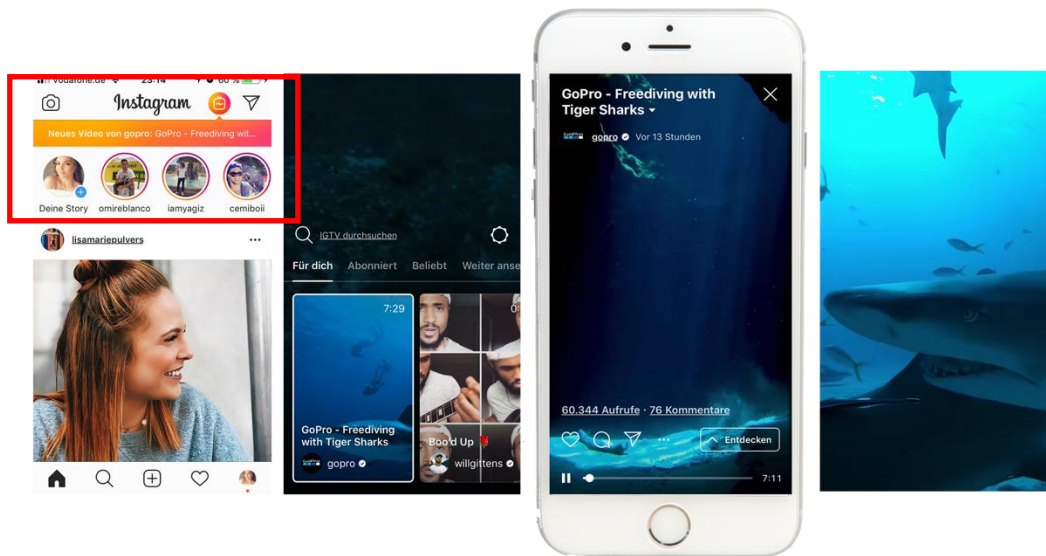 vodafone.de 23:14 60 %
Instagram
Neues Video von gopro: GoPro - Freediving wit...
Deine Story omireblanco iamyagiz cemiboii
lisamariepulvers
IGTV durchsuchen
Für dich Abonniert Beliebt Weiter anse
7:29
GoPro - Freediving
with Tiger Sharks
gopro
Boo'd Up 🌹
willgittens
GoPro - Freediving with
Tiger Sharks
gopro Vor 13 Stunden
60.344 Aufrufe · 76 Kommentare
Entdecken
7:11